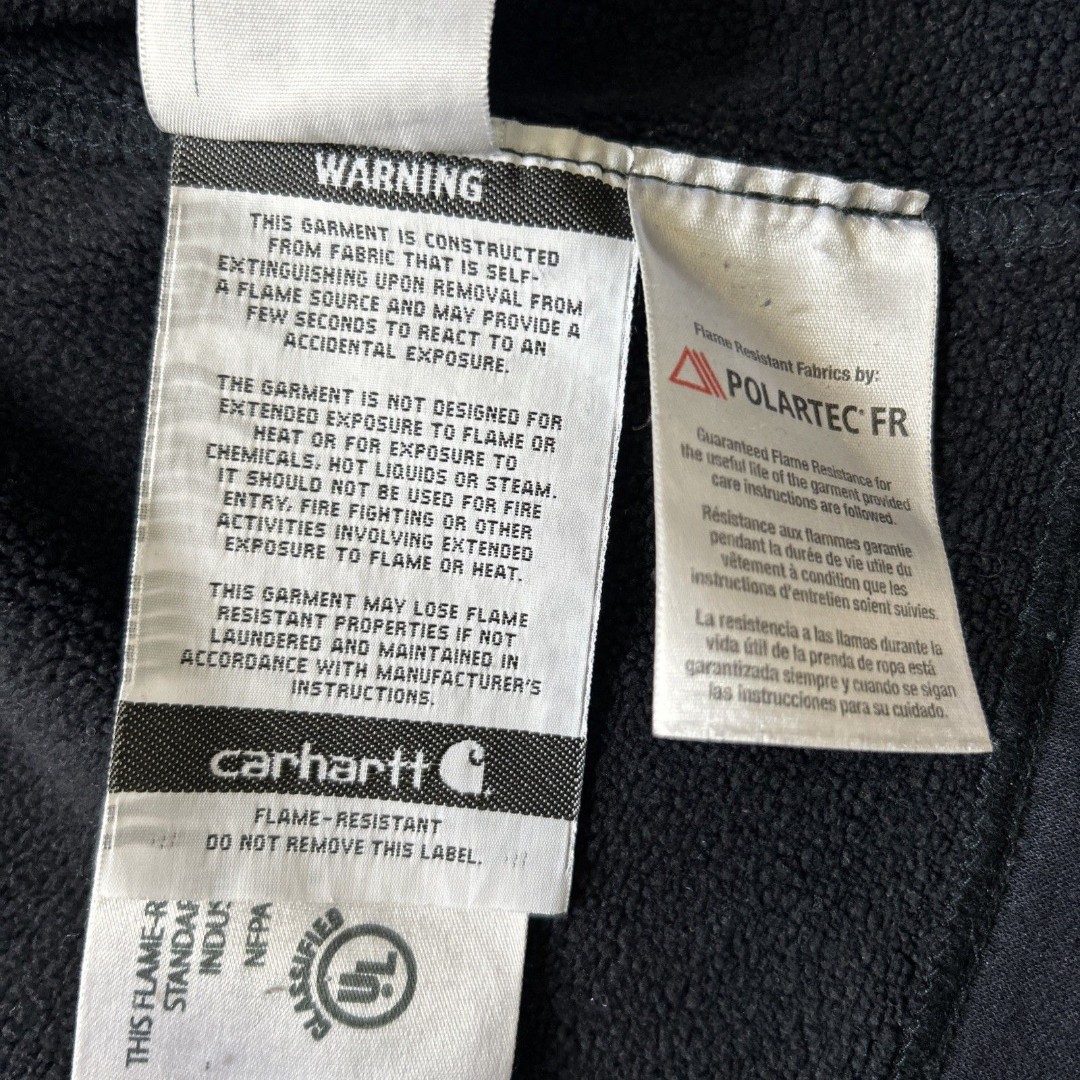 WARNING
THIS GARMENT IS CONSTRUCTED
FROM FABRIC THAT IS SELF-
EXTINGUISHING UPON REMOVAL FROM
A FLAME SOURCE AND MAY PROVIDE A
FEW SECONDS TO REACT TO AN
ACCIDENTAL EXPOSURE.
THE GARMENT IS NOT DESIGNED FOR
EXTENDED EXPOSURE TO FLAME OR
HEAT OR FOR EXPOSURE TO
CHEMICALS, HOT LIQUIDS OR STEAM.
IT SHOULD NOT BE USED FOR FIRE
ENTRY, FIRE FIGHTING OR OTHER
ACTIVITIES INVOLVING EXTENDED
EXPOSURE TO FLAME OR HEAT.
THIS GARMENT MAY LOSE FLAME
RESISTANT PROPERTIES IF NOT
LAUNDERED AND MAINTAINED IN
ACCORDANCE WITH MANUFACTURER'S
INSTRUCTIONS.
carhartt
FLAME-RESISTANT
DO NOT REMOVE THIS LABEL.
Flame Resistant Fabrics by:
POLARTEC® FR
Guaranteed Flame Resistance for
the useful life of the garment provided
care instructions are followed.
Résistance aux flammes garantie
pendant la durée de vie utile du
vêtement à condition que les
instructions d'entretien soient suivies.
La resistencia a las llamas durante la
vida útil de la prenda de ropa está
garantizada siempre y cuando se sigan
las instrucciones para su cuidado.
THIS FLAME-R
STANDAR
INDUS
NFPA
CLASSIFIED
UL